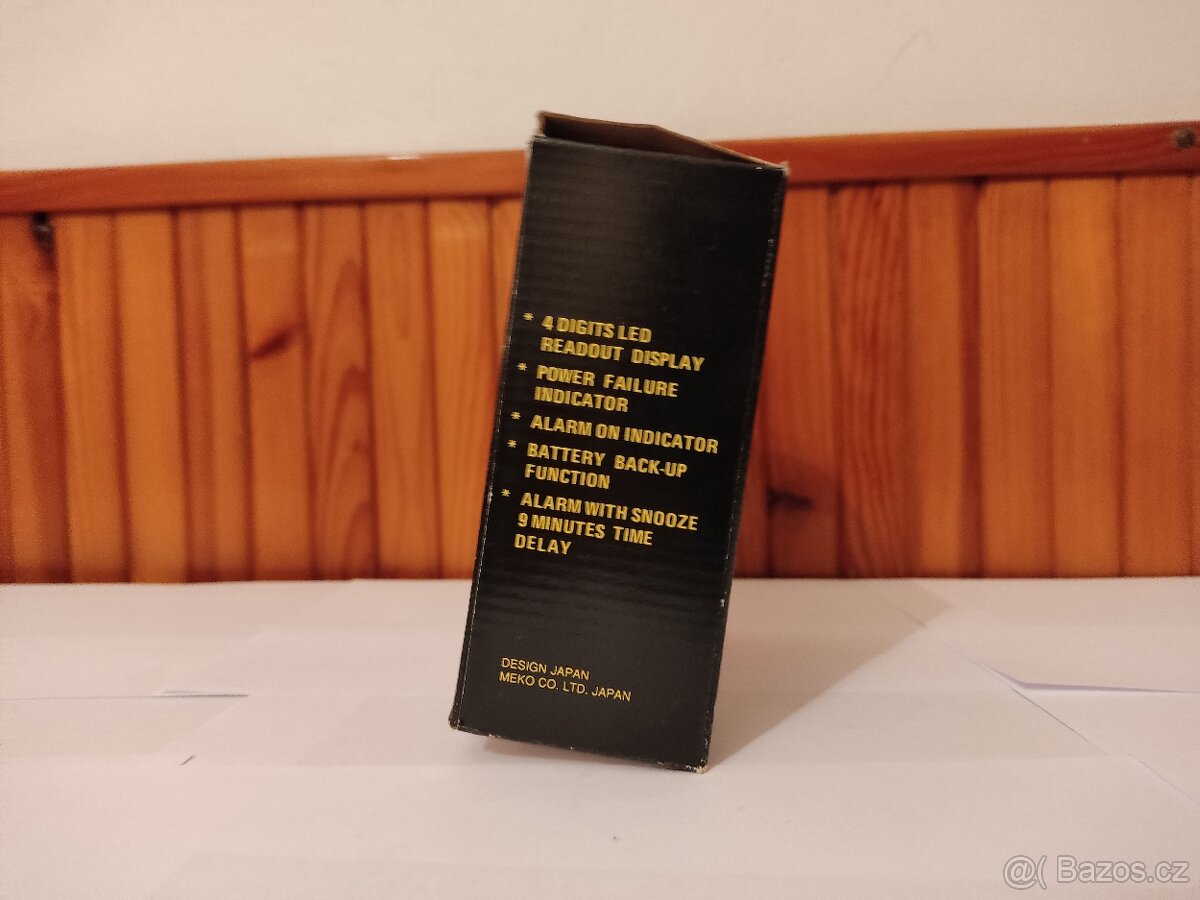 * 4 DIGITS LED
READOUT DISPLAY
* POWER FAILURE
INDICATOR
* ALARM ON INDICATOR
* BATTERY BACK-UP
FUNCTION
* ALARM WITH SNOOZE
9 MINUTES TIME
DELAY
DESIGN JAPAN
MEKO CO. LTD. JAPAN
@( Bazos.cz